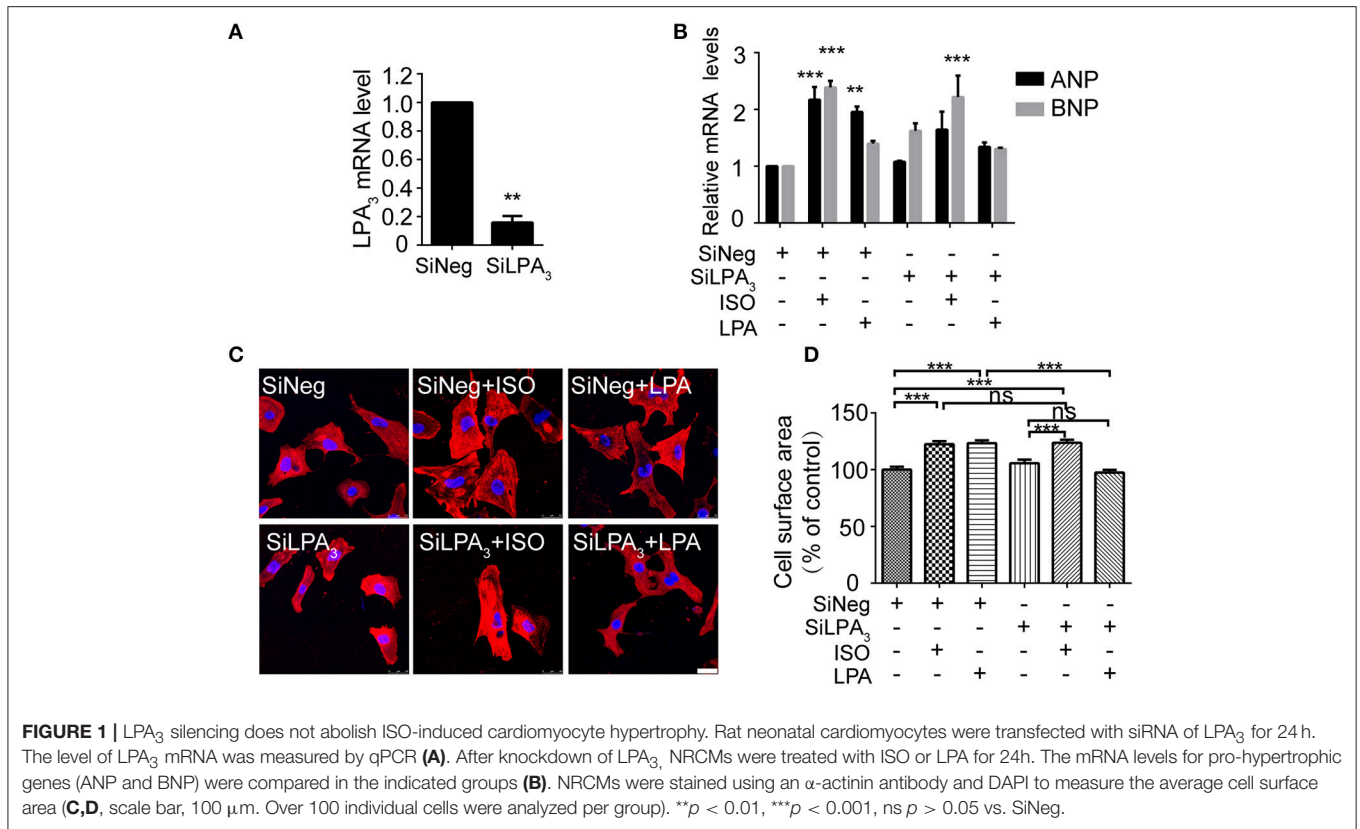 A
LPA3 mRNA level
1.2
1.0
0.8
0.6
0.4
0.2
0
**
SiNeg SiLPA3
B
Relative mRNA levels
3
2
1
0
*** *** ** ***
ANP
BNP
SiNeg + + + - - -
SiLPA3 - - - + + +
ISO - + - - + -
LPA - - + - - +
C
SiNeg SiNeg+ISO SiNeg+LPA
SiLPA3 SiLPA3+ISO SiLPA3+LPA
D
Cell surface area
(% of control)
150
100
50
0
*** ***
***
*** ns
ns
***
SiNeg + + + - - -
SiLPA3 - - - + + +
ISO - + - - + -
LPA - - + - - +
FIGURE 1 | LPA3 silencing does not abolish ISO-induced cardiomyocyte hypertrophy. Rat neonatal cardiomyocytes were transfected with siRNA of LPA3 for 24 h.
The level of LPA3 mRNA was measured by qPCR (A). After knockdown of LPA3, NRCMs were treated with ISO or LPA for 24h. The mRNA levels for pro-hypertrophic
genes (ANP and BNP) were compared in the indicated groups (B). NRCMs were stained using an α-actinin antibody and DAPI to measure the average cell surface
area (C,D, scale bar, 100 μm. Over 100 individual cells were analyzed per group). **p < 0.01, ***p < 0.001, ns p > 0.05 vs. SiNeg.